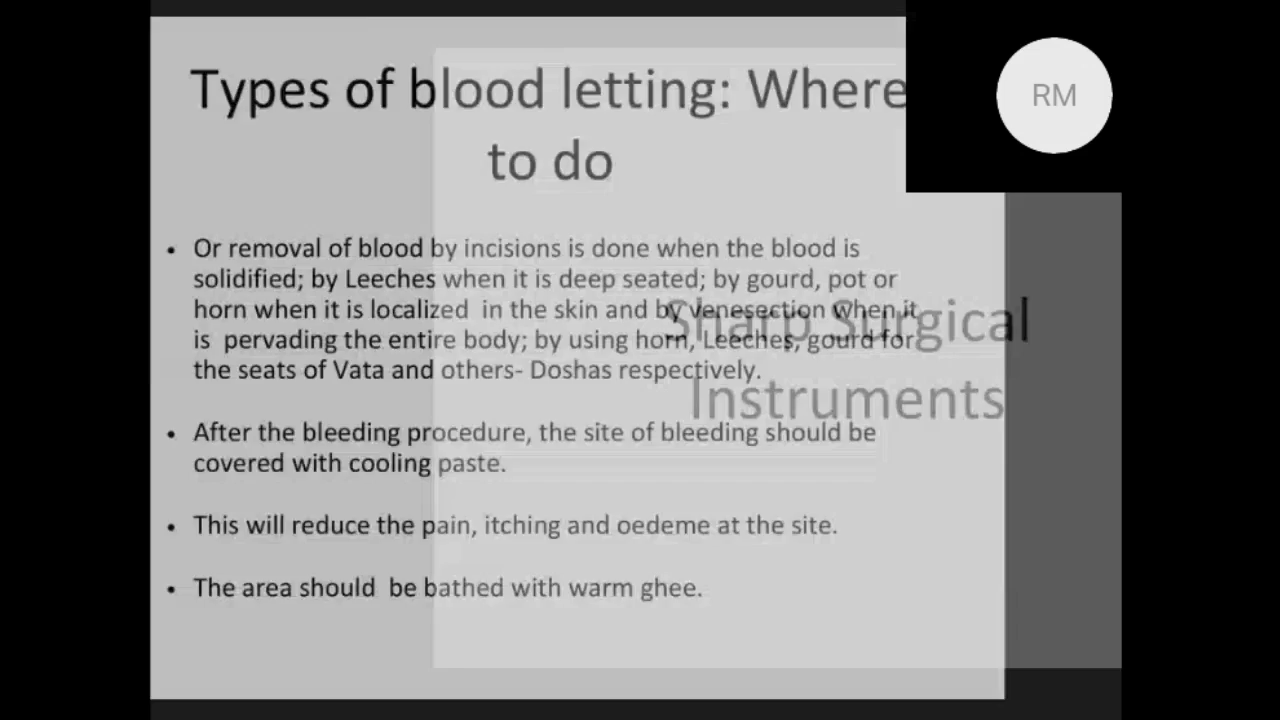 Types of blood letting: Where
to do
RM
• Or removal of blood by incisions is done when the blood is
solidified; by Leeches when it is deep seated; by gourd, pot or
horn when it is localized  in the skin and by venesection when it
is  pervading the entire body; by using horn, Leeches, gourd for
the seats of Vata and others- Doshas respectively.
• After the bleeding procedure, the site of bleeding should be
covered with cooling paste.
• This will reduce the pain, itching and oedeme at the site.
• The area should  be bathed with warm ghee.
Sharp Surgical
Instruments